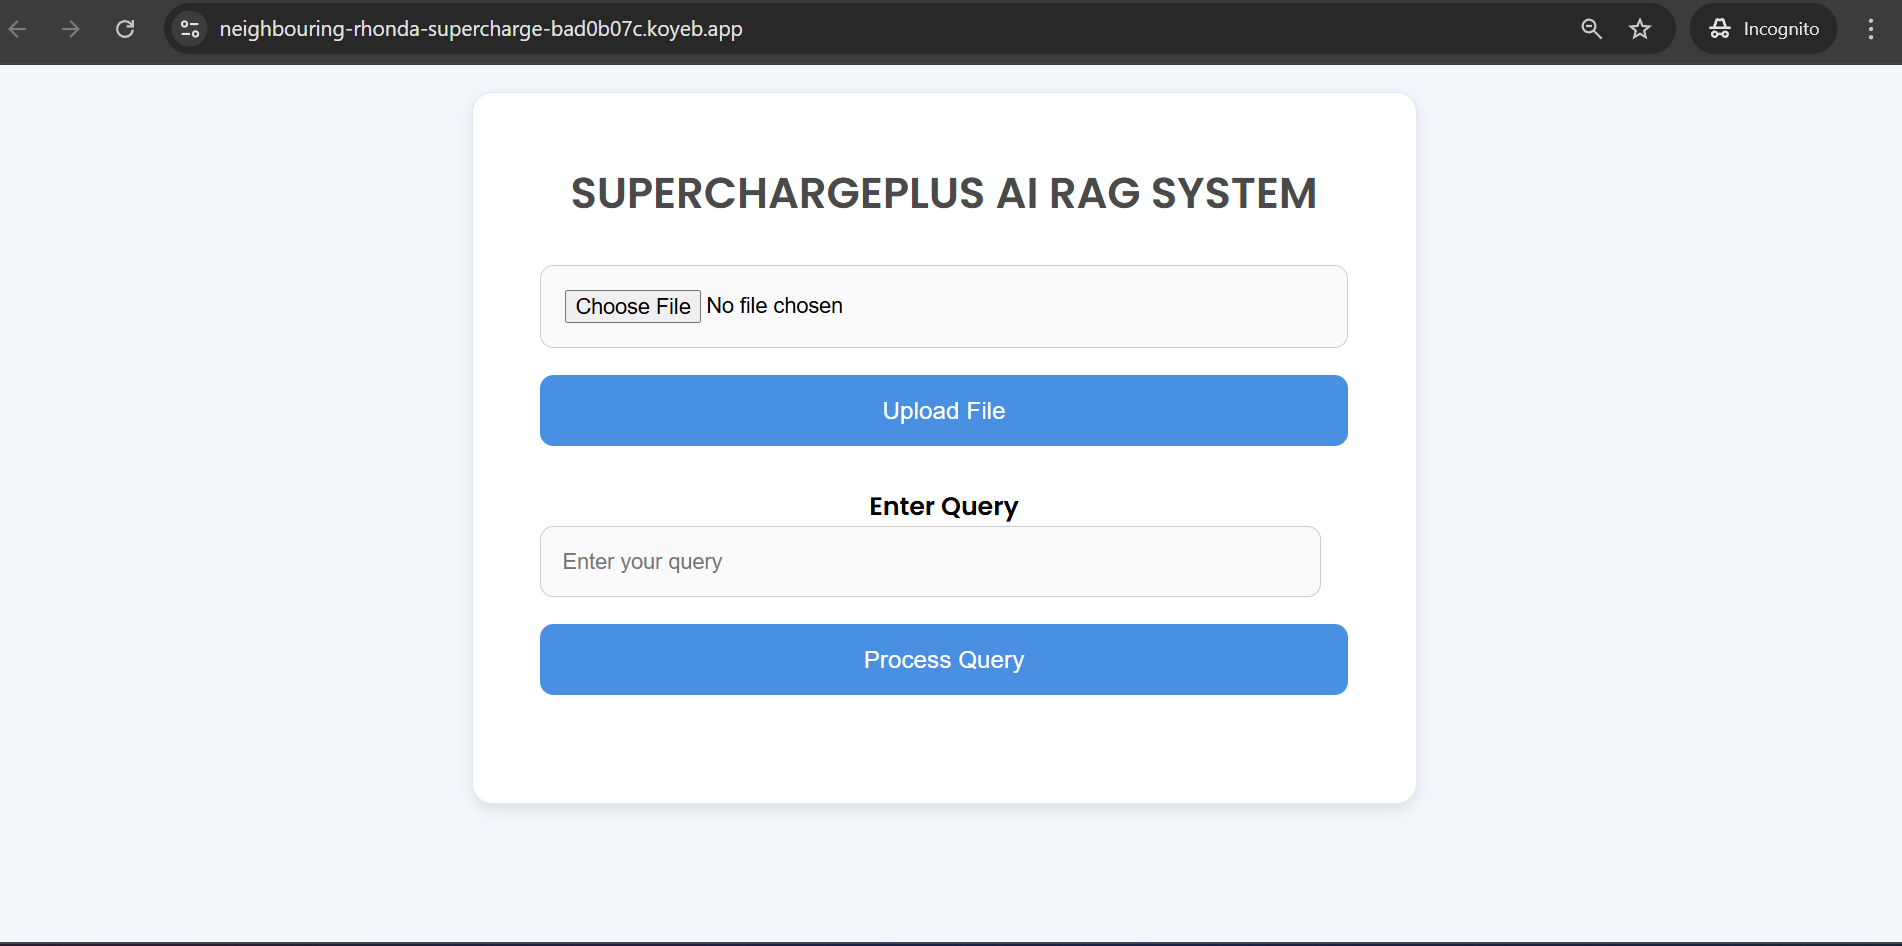 neighbouring-rhonda-supercharge-bad0b07c.koyeb.app
Incognito
SUPERCHARGEPLUS AI RAG SYSTEM
Choose File No file chosen
Upload File
Enter Query
Enter your query
Process Query